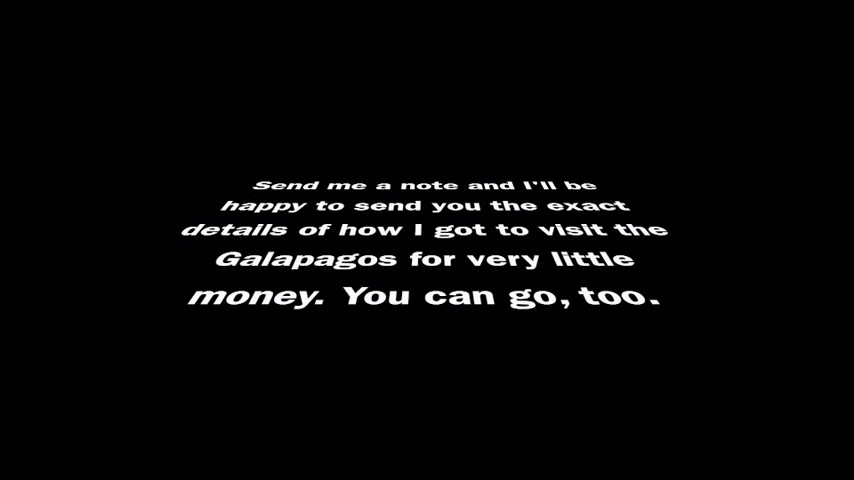 Send me a note and I'll be
happy to send you the exact
details of how I got to visit the
Galapagos for very little
money. You can go, too.